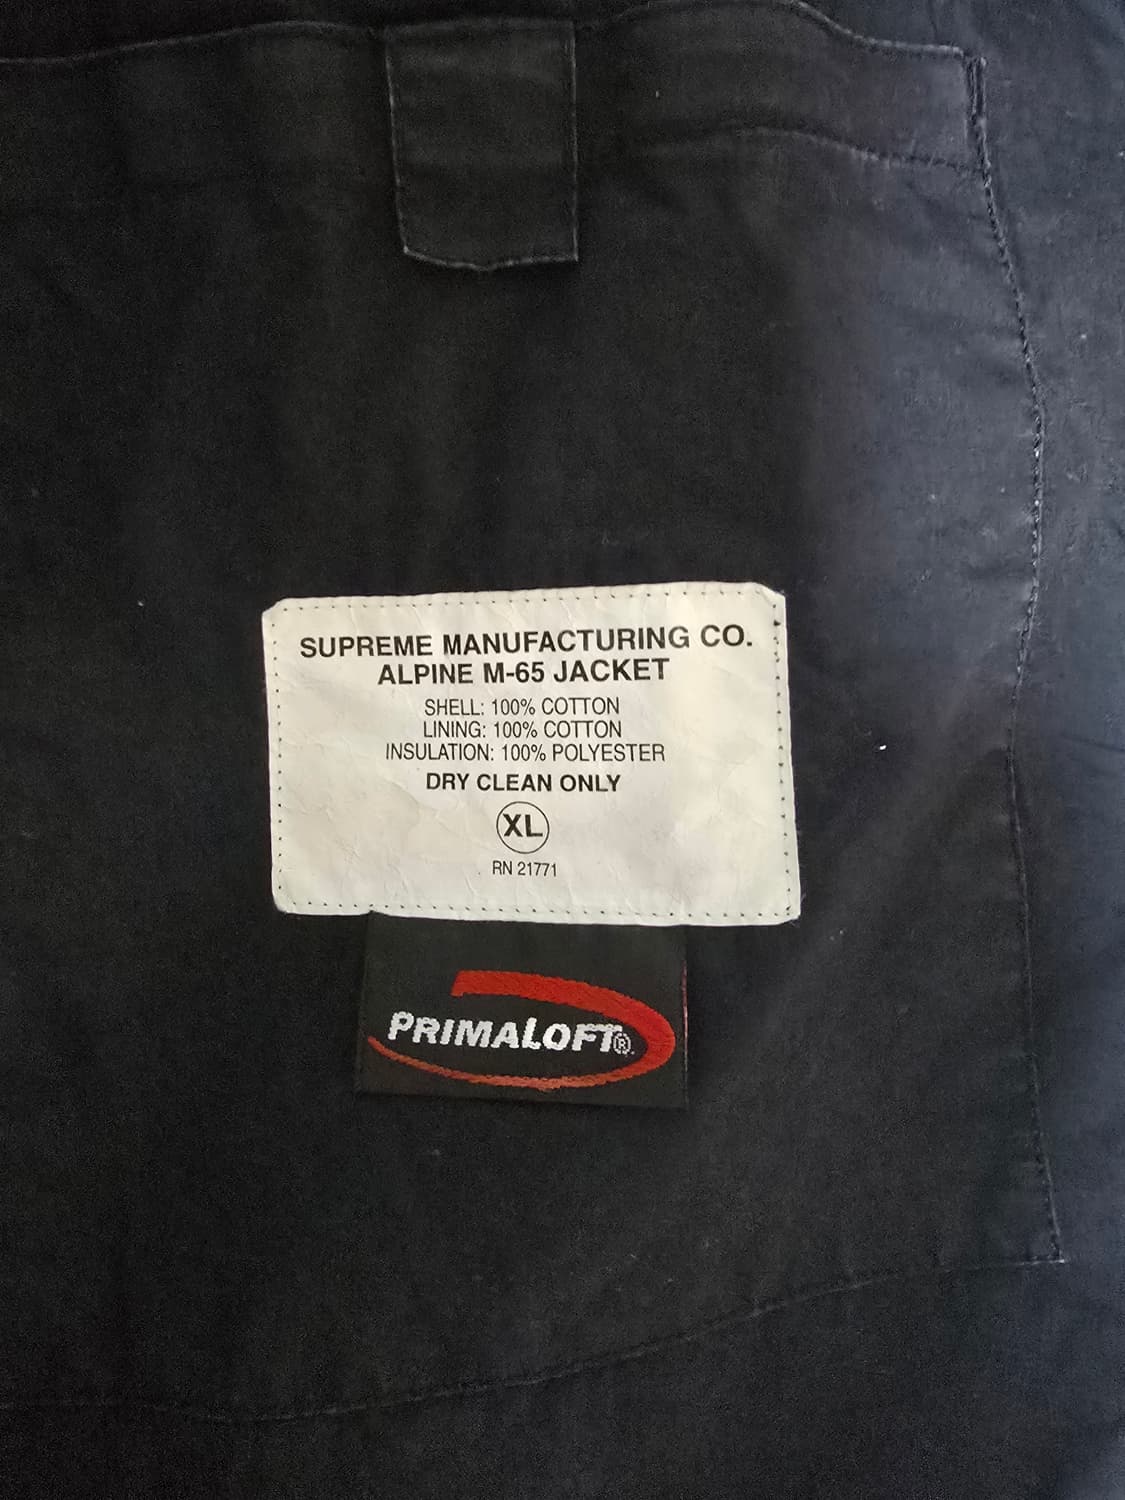 SUPREME MANUFACTURING CO.
ALPINE M-65 JACKET
SHELL: 100% COTTON
LINING: 100% COTTON
INSULATION: 100% POLYESTER
DRY CLEAN ONLY
XL
RN 21771
PRIMALOFT®